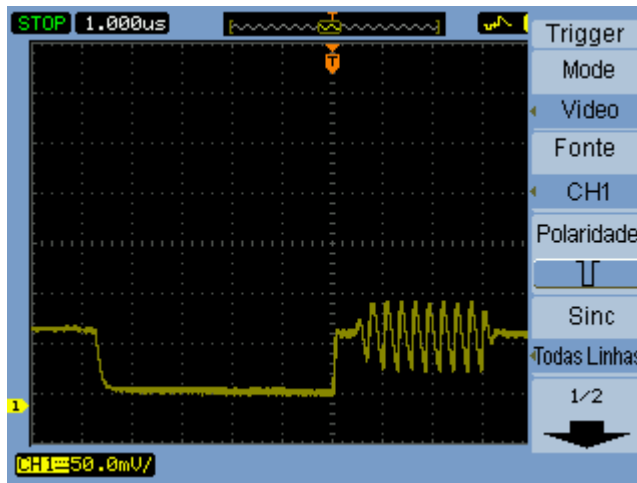 STOP 1.000us
T
Trigger
Mode
Video
Fonte
CH1
Polaridade
Sinc
Todas Linhas
1/2
1
CH1 50.0mV/